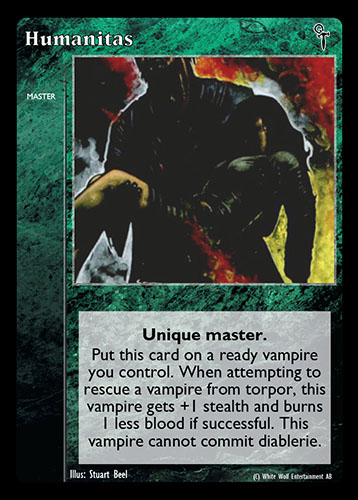 Humanitas
MASTER
Unique master.
Put this card on a ready vampire
you control. When attempting to
rescue a vampire from torpor, this
vampire gets +1 stealth and burns
1 less blood if successful. This
vampire cannot commit diablerie.
Illus: Stuart Beel
(C) White Wolf Entertainment AB